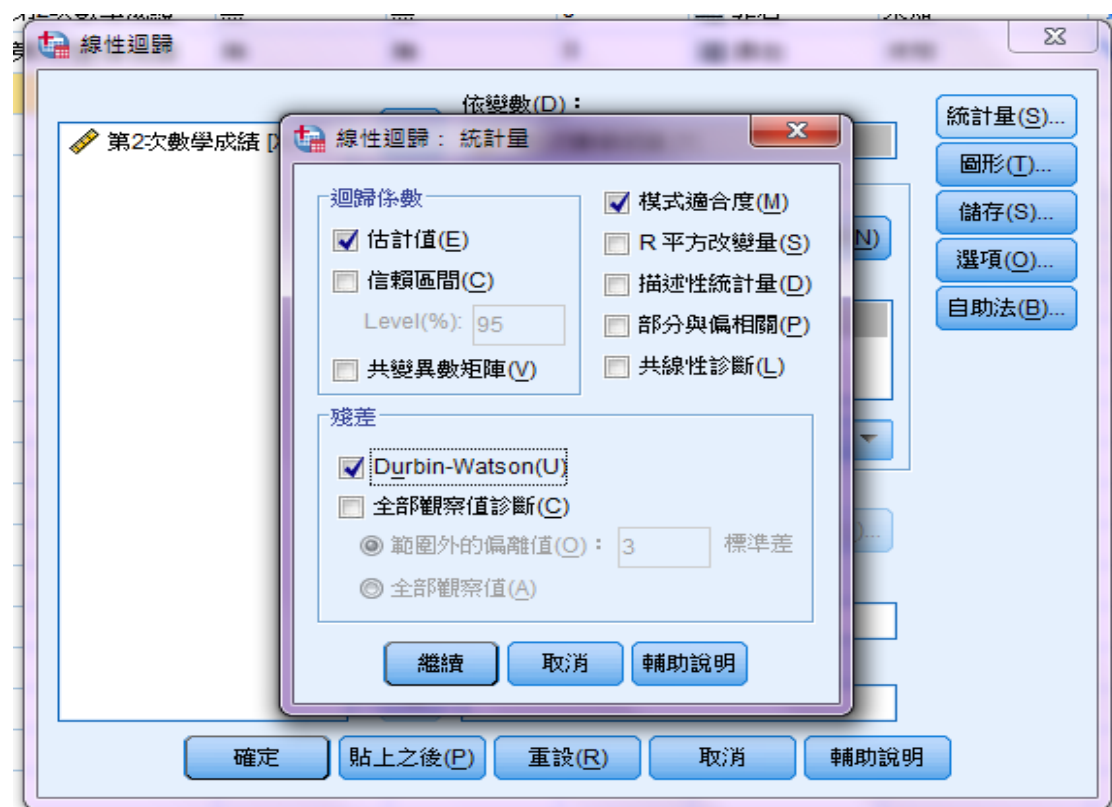 線性迴歸
依變數(D)：
第2次數學成績
統計量(S)...
圖形(T)...
儲存(S)...
選項(O)...
自助法(B)...
N)
線性迴歸： 統計量
迴歸係數
估計值(E)
信賴區間(C)
Level(%): 95
共變異數矩陣(V)
模式適合度(M)
R 平方改變量(S)
描述性統計量(D)
部分與偏相關(P)
共線性診斷(L)
殘差
Durbin-Watson(U)
全部觀察值診斷(C)
範圍外的偏離值(O)： 3 標準差
全部觀察值(A)
繼續 取消 輔助說明
確定 貼上之後(P) 重設(R) 取消 輔助說明